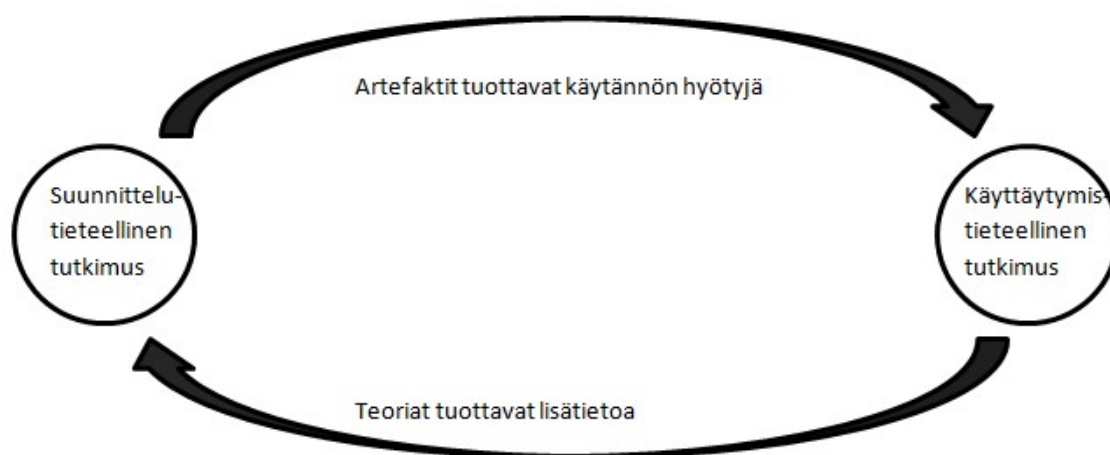 Artefaktit tuottavat käytännön hyötyjä
Suunnittelu-
tieteellinen
tutkimus
Käyttäytymis-
tieteellinen
tutkimus
Teoriat tuottavat lisätietoa